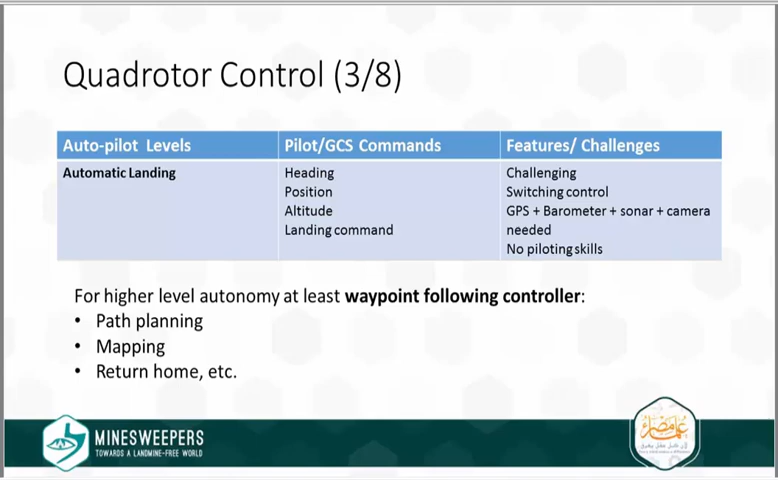 Quadrotor Control (3/8)
Auto-pilot Levels
Pilot/GCS Commands
Features/ Challenges
Automatic Landing
Heading
Position
Altitude
Landing command
Challenging
Switching control
GPS + Barometer + sonar + camera
needed
No piloting skills
For higher level autonomy at least waypoint following controller:
• Path planning
• Mapping
• Return home, etc.
MINESWEEPERS
TOWARDS A LANDMINE-FREE WORLD